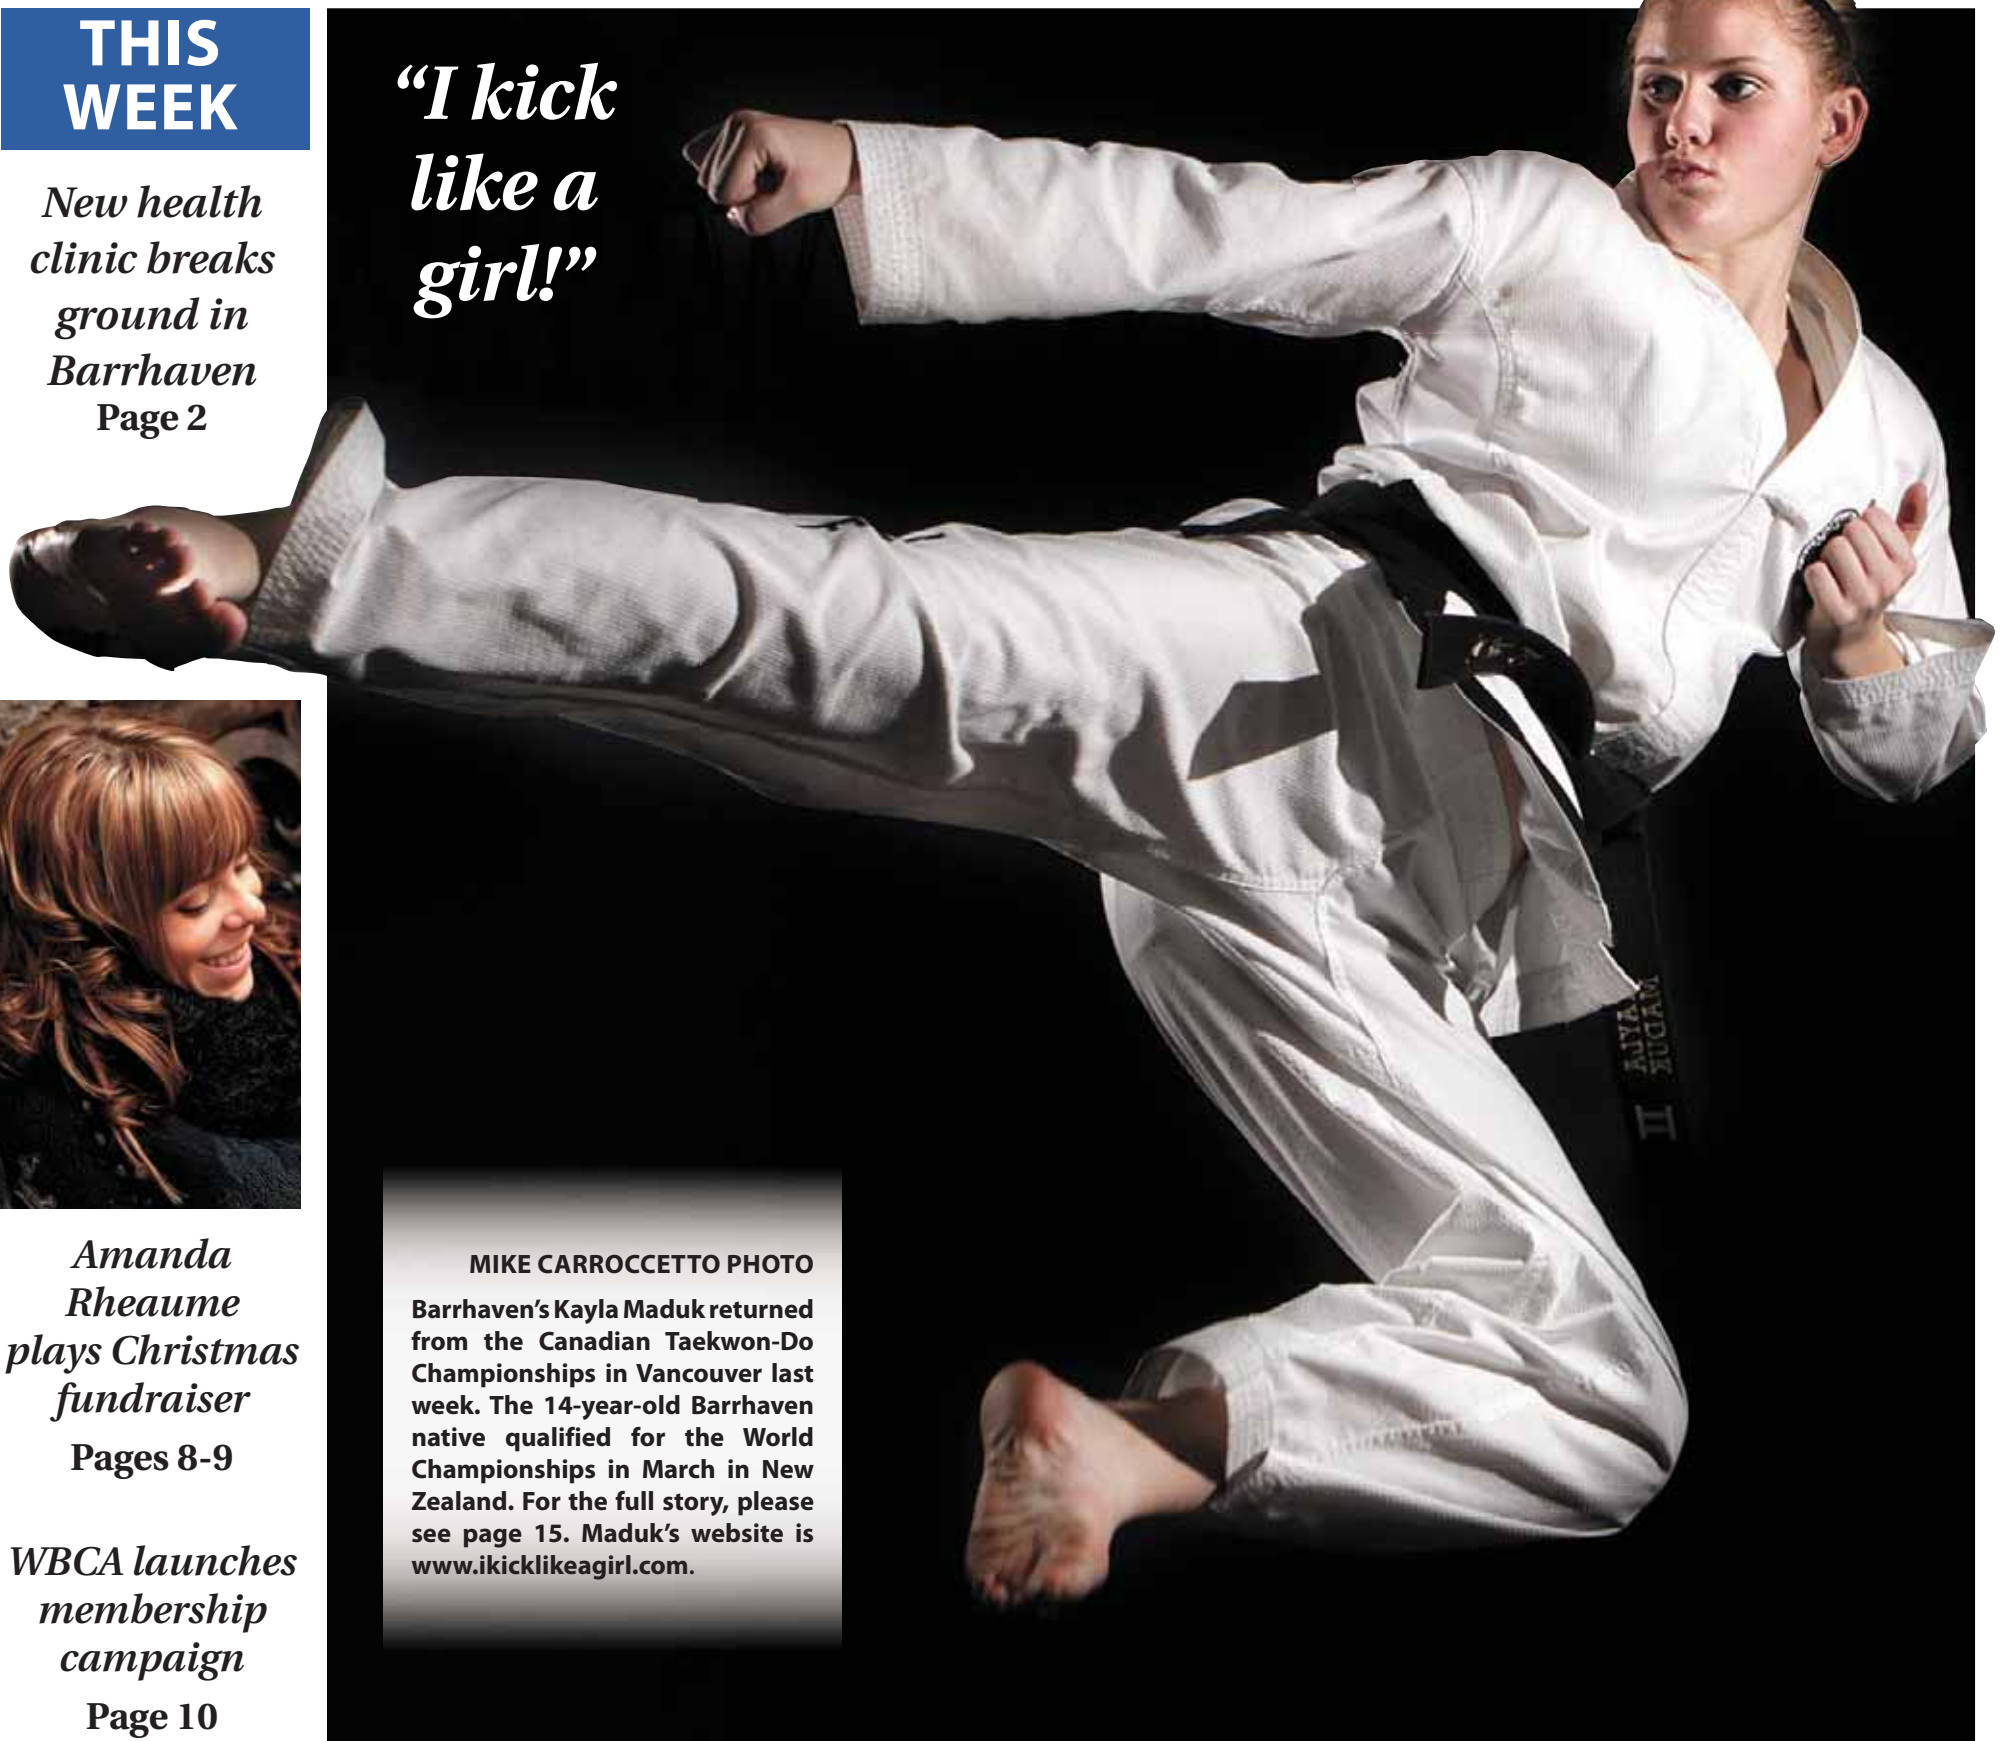 THIS
WEEK
New health
clinic breaks
ground in
Barrhaven
Page 2
Amanda
Rheaume
plays Christmas
fundraiser
Pages 8-9
WBCA launches
membership
campaign
Page 10
“I kick
like a
girl!”
MADUK
II
MIKE CARROCCETTO PHOTO
Barrhaven’s Kayla Maduk returned
from the Canadian Taekwon-Do
Championships in Vancouver last
week. The 14-year-old Barrhaven
native qualified for the World
Championships in March in New
Zealand. For the full story, please
see page 15. Maduk’s website is
www.ikicklikeagirl.com.